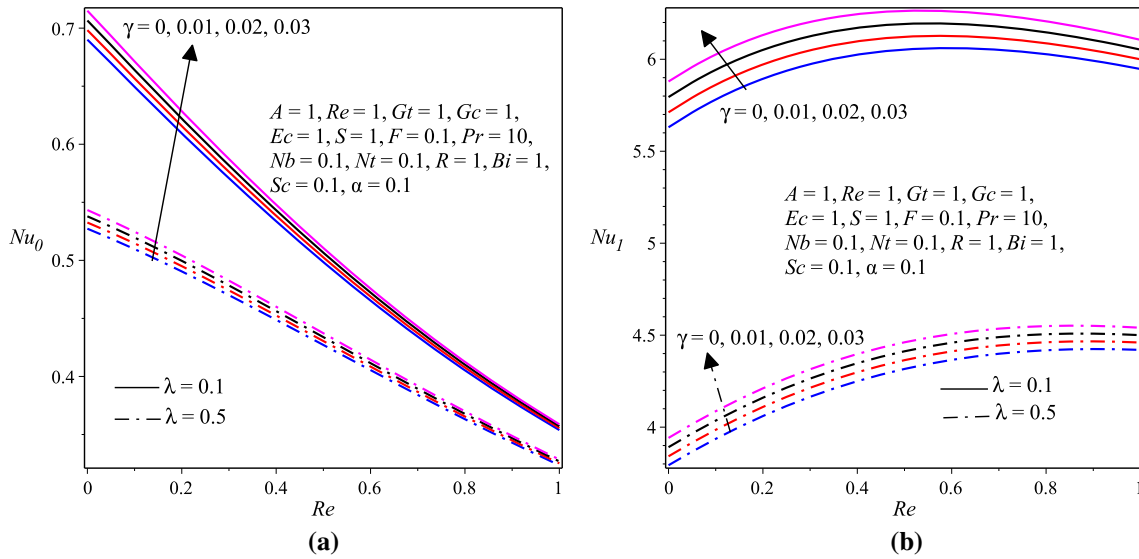 0.7
γ = 0, 0.01, 0.02, 0.03
A = 1, Re = 1, Gt = 1, Gc = 1,
Ec = 1, S = 1, F = 0.1, Pr = 10,
Nb = 0.1, Nt = 0.1, R = 1, Bi = 1,
Sc = 0.1, α = 0.1
0.6
Nu0
0.5
0.4
λ = 0.1
λ = 0.5
0 0.2 0.4 0.6 0.8 1
Re
(a)
6
γ = 0, 0.01, 0.02, 0.03
5.5
A = 1, Re = 1, Gt = 1, Gc = 1,
Ec = 1, S = 1, F = 0.1, Pr = 10,
Nb = 0.1, Nt = 0.1, R = 1, Bi = 1,
Sc = 0.1, α = 0.1
Nu1
5
4.5
γ = 0, 0.01, 0.02, 0.03
λ = 0.1
λ = 0.5
4
0 0.2 0.4 0.6 0.8 1
Re
(b)